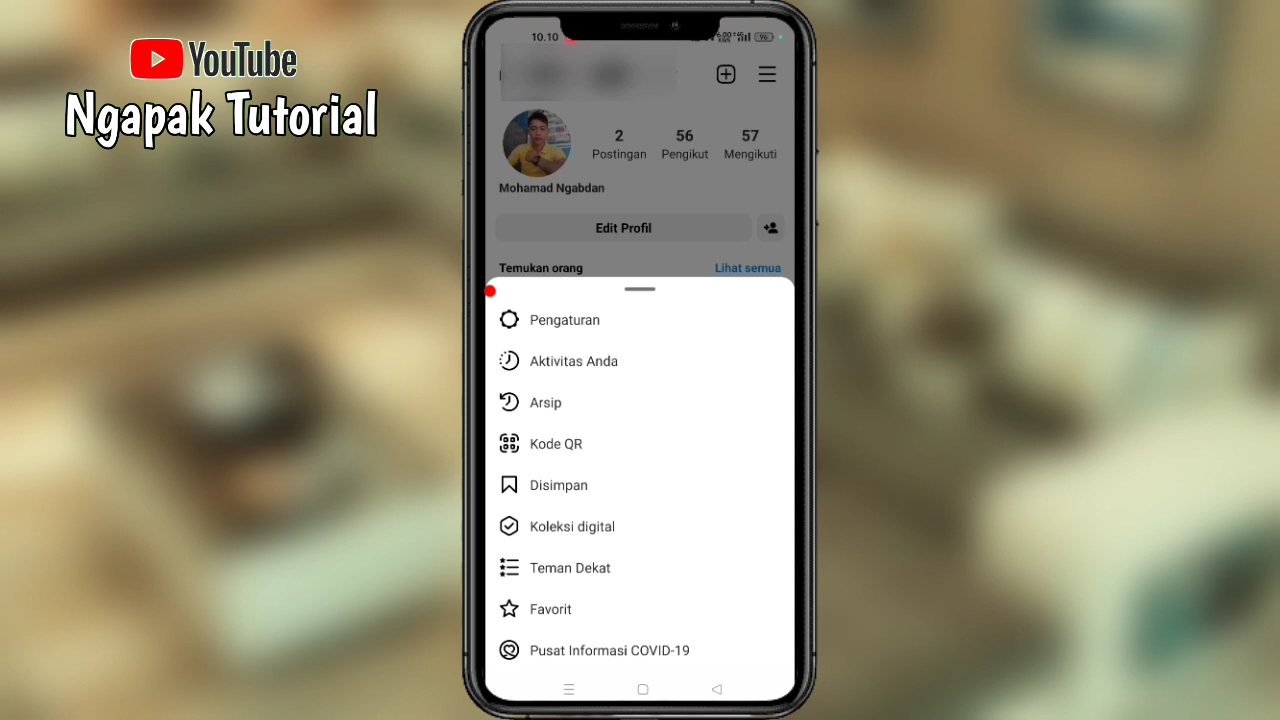 YouTube
Ngapak Tutorial
10.10
96
2
56
57
Postingan
Pengikut
Mengikuti
Mohamad Ngabdan
Edit Profil
Temukan orang
Lihat semua
Pengaturan
Aktivitas Anda
Arsip
Kode QR
Disimpan
Koleksi digital
Teman Dekat
Favorit
Pusat Informasi COVID-19